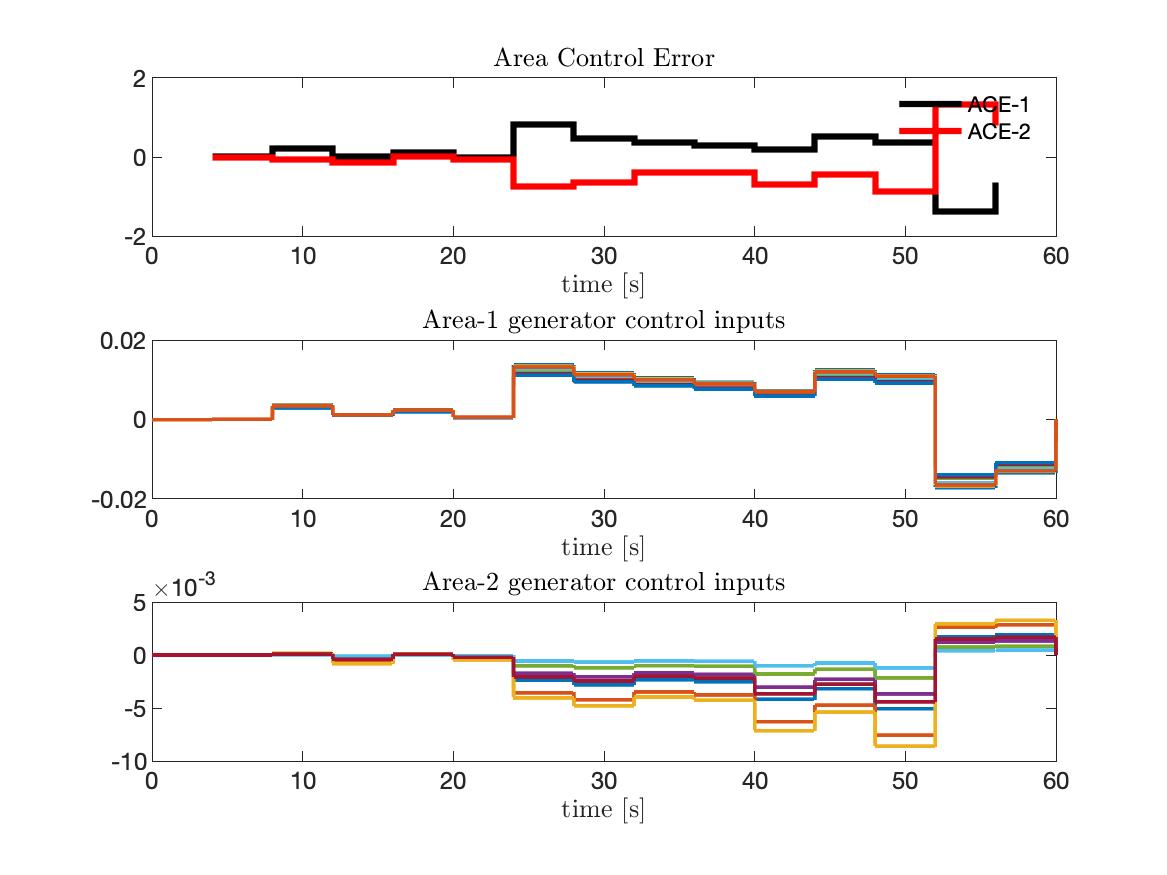 Area Control Error
2
0
-2
ACE-1
ACE-2
0 10 20 30 40 50 60
time [s]
Area-1 generator control inputs
0.02
0
-0.02
0 10 20 30 40 50 60
time [s]
×10-3
Area-2 generator control inputs
5
0
-5
-10
0 10 20 30 40 50 60
time [s]